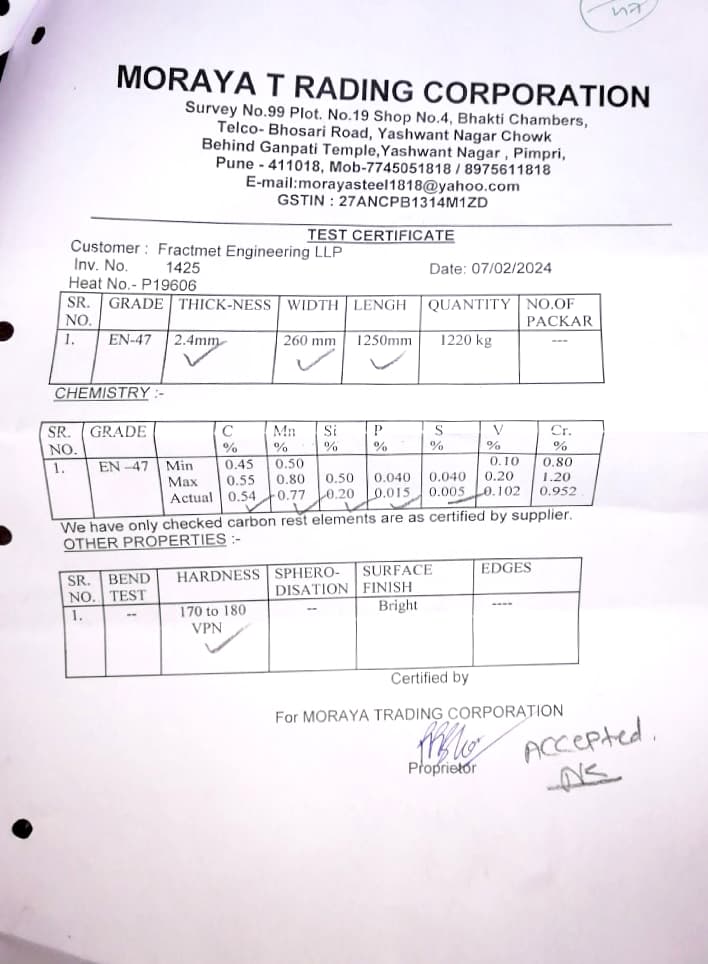 MORAYA T RADING CORPORATION
Survey No.99 Plot. No.19 Shop No.4, Bhakti Chambers,
Telco- Bhosari Road, Yashwant Nagar Chowk
Behind Ganpati Temple,Yashwant Nagar , Pimpri,
Pune - 411018, Mob-7745051818 / 8975611818
E-mail:morayasteel1818@yahoo.com
GSTIN : 27ANCPB1314M1ZD
TEST CERTIFICATE
Customer : Fractmet Engineering LLP
Inv. No. 1425 Date: 07/02/2024
Heat No.- P19606
SR. GRADE THICK-NESS WIDTH LENGH QUANTITY NO.OF
NO. PACKAR
1. EN-47 2.4mm 260 mm 1250mm 1220 kg ---
CHEMISTRY :-
SR. GRADE C Mn Si P S V Cr.
NO. % % % % % % %
1. EN -47 Min 0.45 0.50 0.10 0.80
Max 0.55 0.80 0.50 0.040 0.040 0.20 1.20
Actual 0.54 0.77 0.20 0.015 0.005 0.102 0.952
We have only checked carbon rest elements are as certified by supplier.
OTHER PROPERTIES :-
SR. BEND HARDNESS SPHERO- SURFACE EDGES
NO. TEST DISATION FINISH
1. -- 170 to 180 -- Bright ----
VPN
Certified by
For MORAYA TRADING CORPORATION
Proprietor
Accepted.
NS